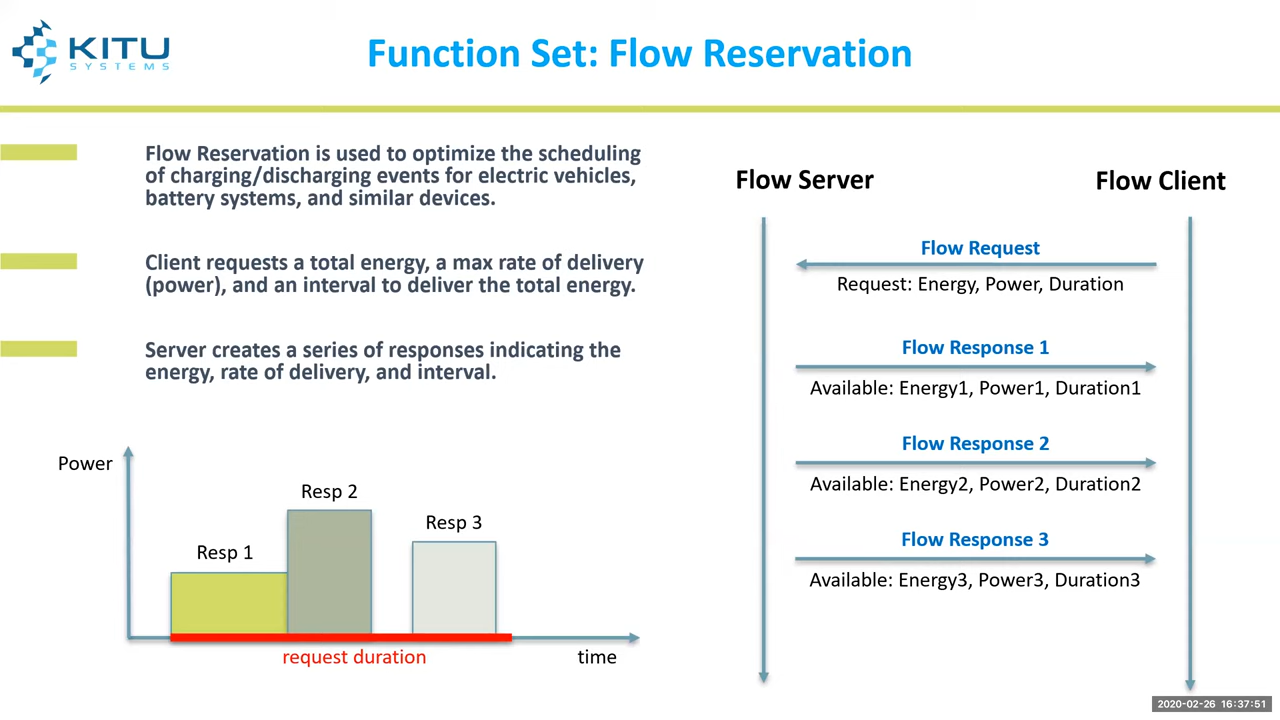 KITU
SYSTEMS
Function Set: Flow Reservation
Flow Reservation is used to optimize the scheduling
of charging/discharging events for electric vehicles,
battery systems, and similar devices.
Client requests a total energy, a max rate of delivery
(power), and an interval to deliver the total energy.
Server creates a series of responses indicating the
energy, rate of delivery, and interval.
Power
Resp 1
Resp 2
Resp 3
request duration
time
Flow Server
Flow Client
Flow Request
Request: Energy, Power, Duration
Flow Response 1
Available: Energy1, Power1, Duration1
Flow Response 2
Available: Energy2, Power2, Duration2
Flow Response 3
Available: Energy3, Power3, Duration3
2020-02-26 16:37:51